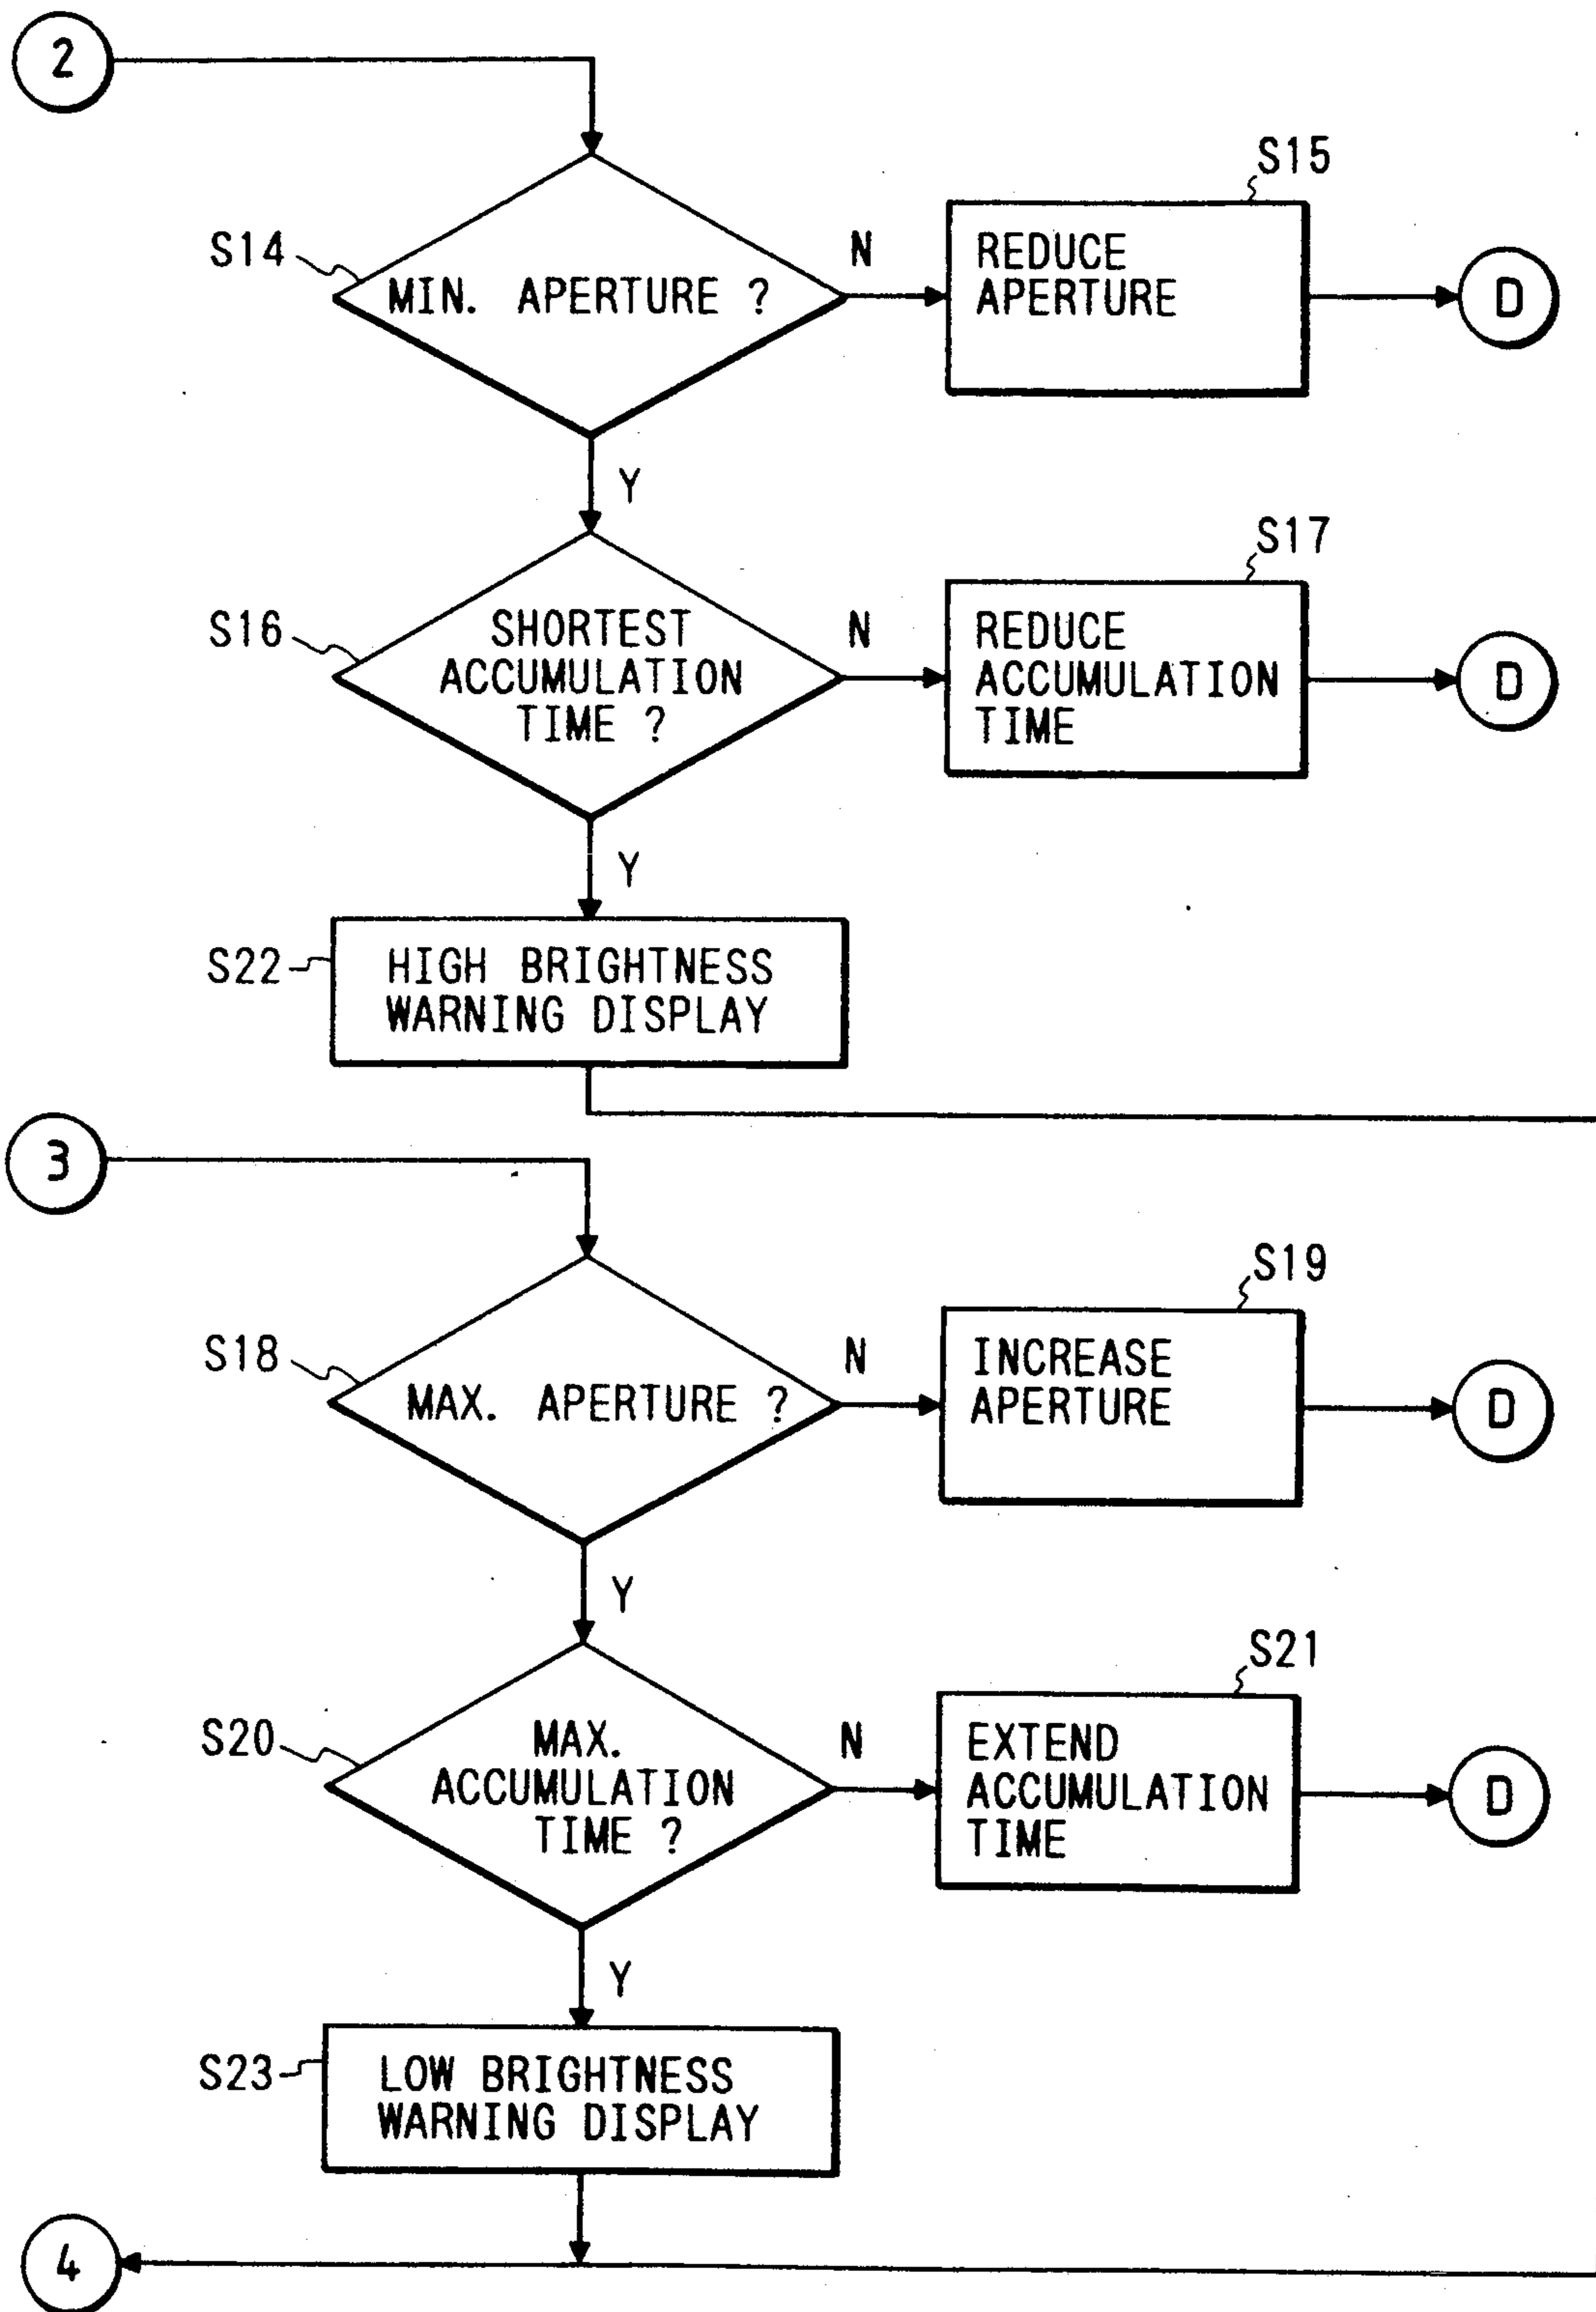 2
S14
MIN. APERTURE ?
N
S15
REDUCE
APERTURE
D
Y
S16
SHORTEST
ACCUMULATION
TIME ?
N
S17
REDUCE
ACCUMULATION
TIME
D
Y
S22
HIGH BRIGHTNESS
WARNING DISPLAY
3
S18
MAX. APERTURE ?
N
S19
INCREASE
APERTURE
D
Y
S20
MAX.
ACCUMULATION
TIME ?
N
S21
EXTEND
ACCUMULATION
TIME
D
Y
S23
LOW BRIGHTNESS
WARNING DISPLAY
4